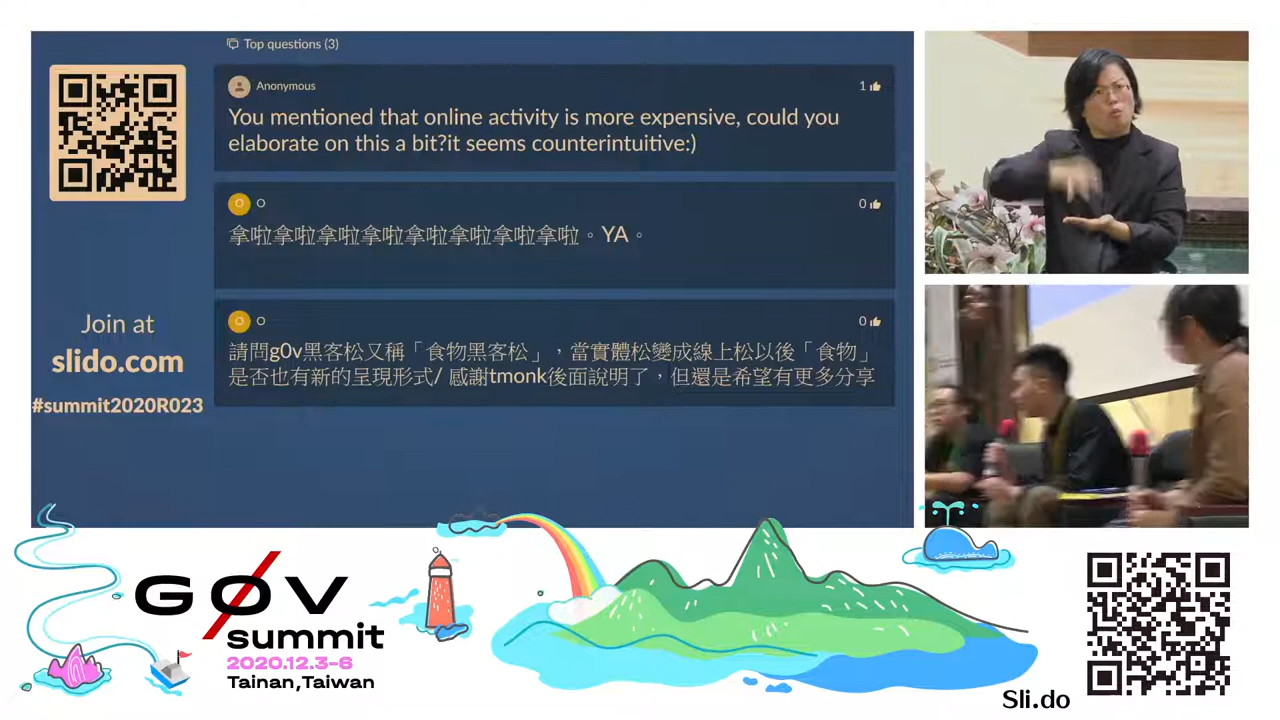 Top questions (3)
Anonymous
1
You mentioned that online activity is more expensive, could you
elaborate on this a bit?it seems counterintuitive:)
O
O
0
拿啦拿啦拿啦拿啦拿啦拿啦拿啦拿啦。YA。
O
O
0
請問g0v黑客松又稱「食物黑客松」，當實體松變成線上松以後「食物」
是否也有新的呈現形式/ 感謝tmonk後面說明了，但還是希望有更多分享
Join at
slido.com
#summit2020R023
GØV
summit
2020.12.3-6
Tainan,Taiwan
Sli.do